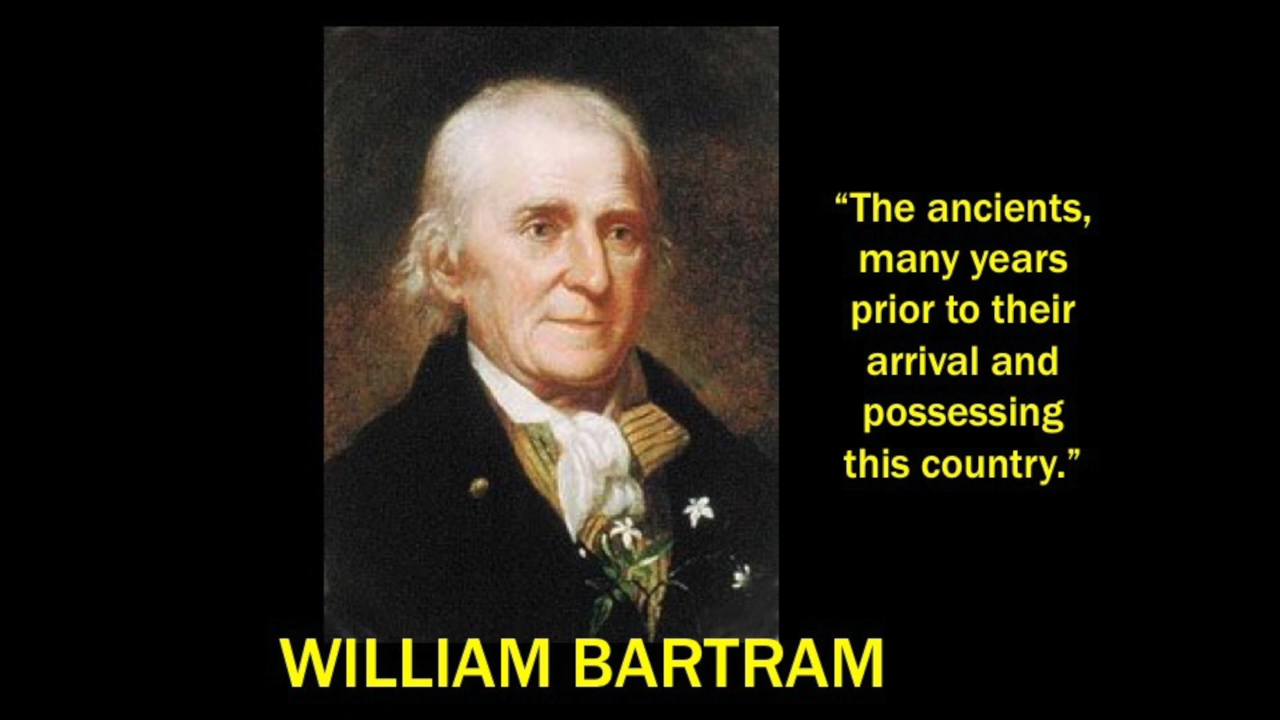 “The ancients,
many years
prior to their
arrival and
possessing
this country.”
WILLIAM BARTRAM